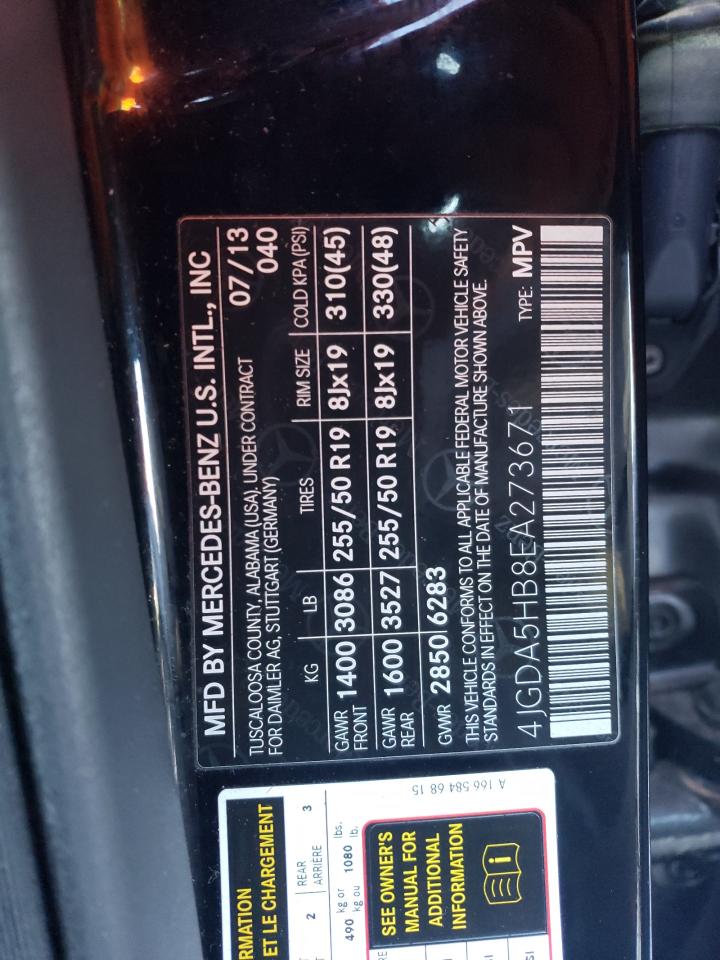 MFD BY MERCEDES-BENZ U.S. INTL., INC
TUSCALOOSA COUNTY, ALABAMA (USA), UNDER CONTRACT 07/13
FOR DAIMLER AG, STUTTGART (GERMANY) 040
KG LB TIRES RIM SIZE COLD KPA (PSI)
GAWR FRONT 1400 3086 255/50 R19 8Jx19 310(45)
GAWR REAR 1600 3527 255/50 R19 8Jx19 330(48)
GVWR 2850 6283
THIS VEHICLE CONFORMS TO ALL APPLICABLE FEDERAL MOTOR VEHICLE SAFETY
STANDARDS IN EFFECT ON THE DATE OF MANUFACTURE SHOWN ABOVE.
4JGDA5HB8EA273671 TYPE: MPV
A 166 584 68 15
ET LE CHARGEMENT
2 REAR 3
ARRIÈRE
490 kg or 1080 lbs.
kg ou lb.
SEE OWNER'S
MANUAL FOR
ADDITIONAL
INFORMATION